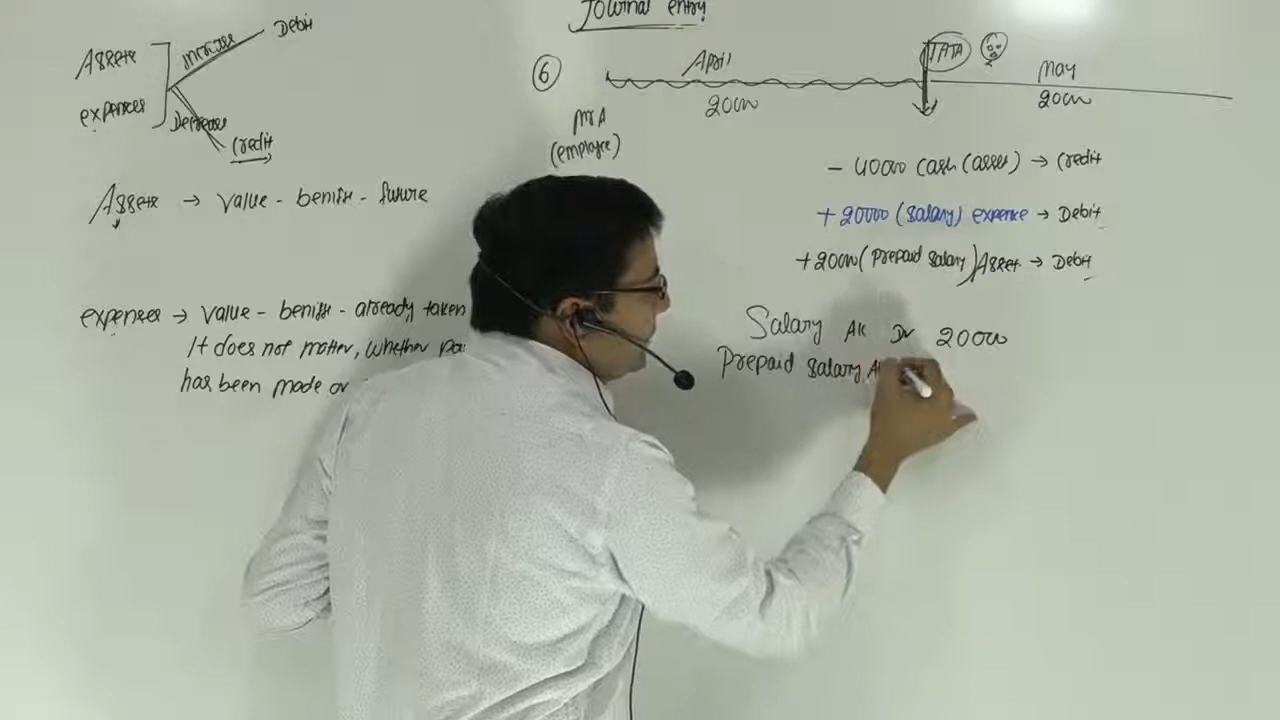 Journal entry
Assets
expenses
increase
Debit
Decrease
Credit
6
April
20000
TATA
May
20000
Mr A
(employee)
- 40000 cash (asset) → Credit
+ 20000 (salary) expense → Debit
+ 20000 (prepaid salary) Asset → Debit
Assets → value - benifit - future
expenses → value - benifit - already taken
It does not matter, whether
has been made or
Salary A/c Dr 20000
Prepaid salary